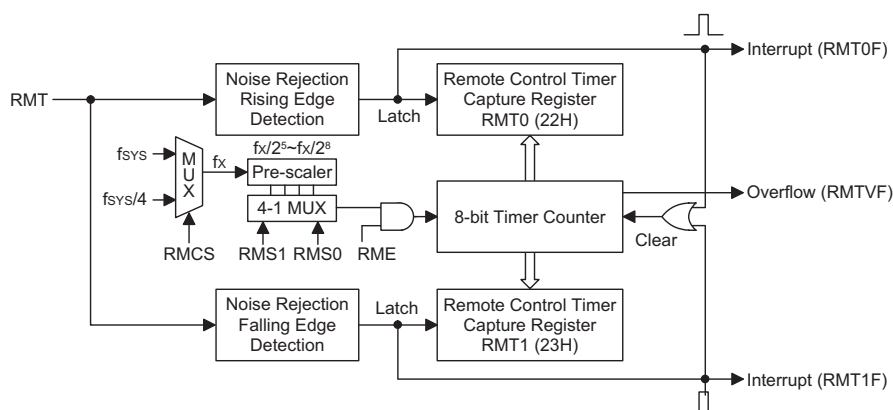 Interrupt (RMT0F)
Noise Rejection
Rising Edge
Detection
Remote Control Timer
Capture Register
RMT0 (22H)
RMT
Latch
fSYS
fSYS/4
MUX
fX
fX/2⁵~fX/2⁸
Pre-scaler
4-1 MUX
8-bit Timer Counter
Overflow (RMTVF)
Clear
RMCS
RMS1
RMS0
RME
Noise Rejection
Falling Edge
Detection
Latch
Remote Control Timer
Capture Register
RMT1 (23H)
Interrupt (RMT1F)